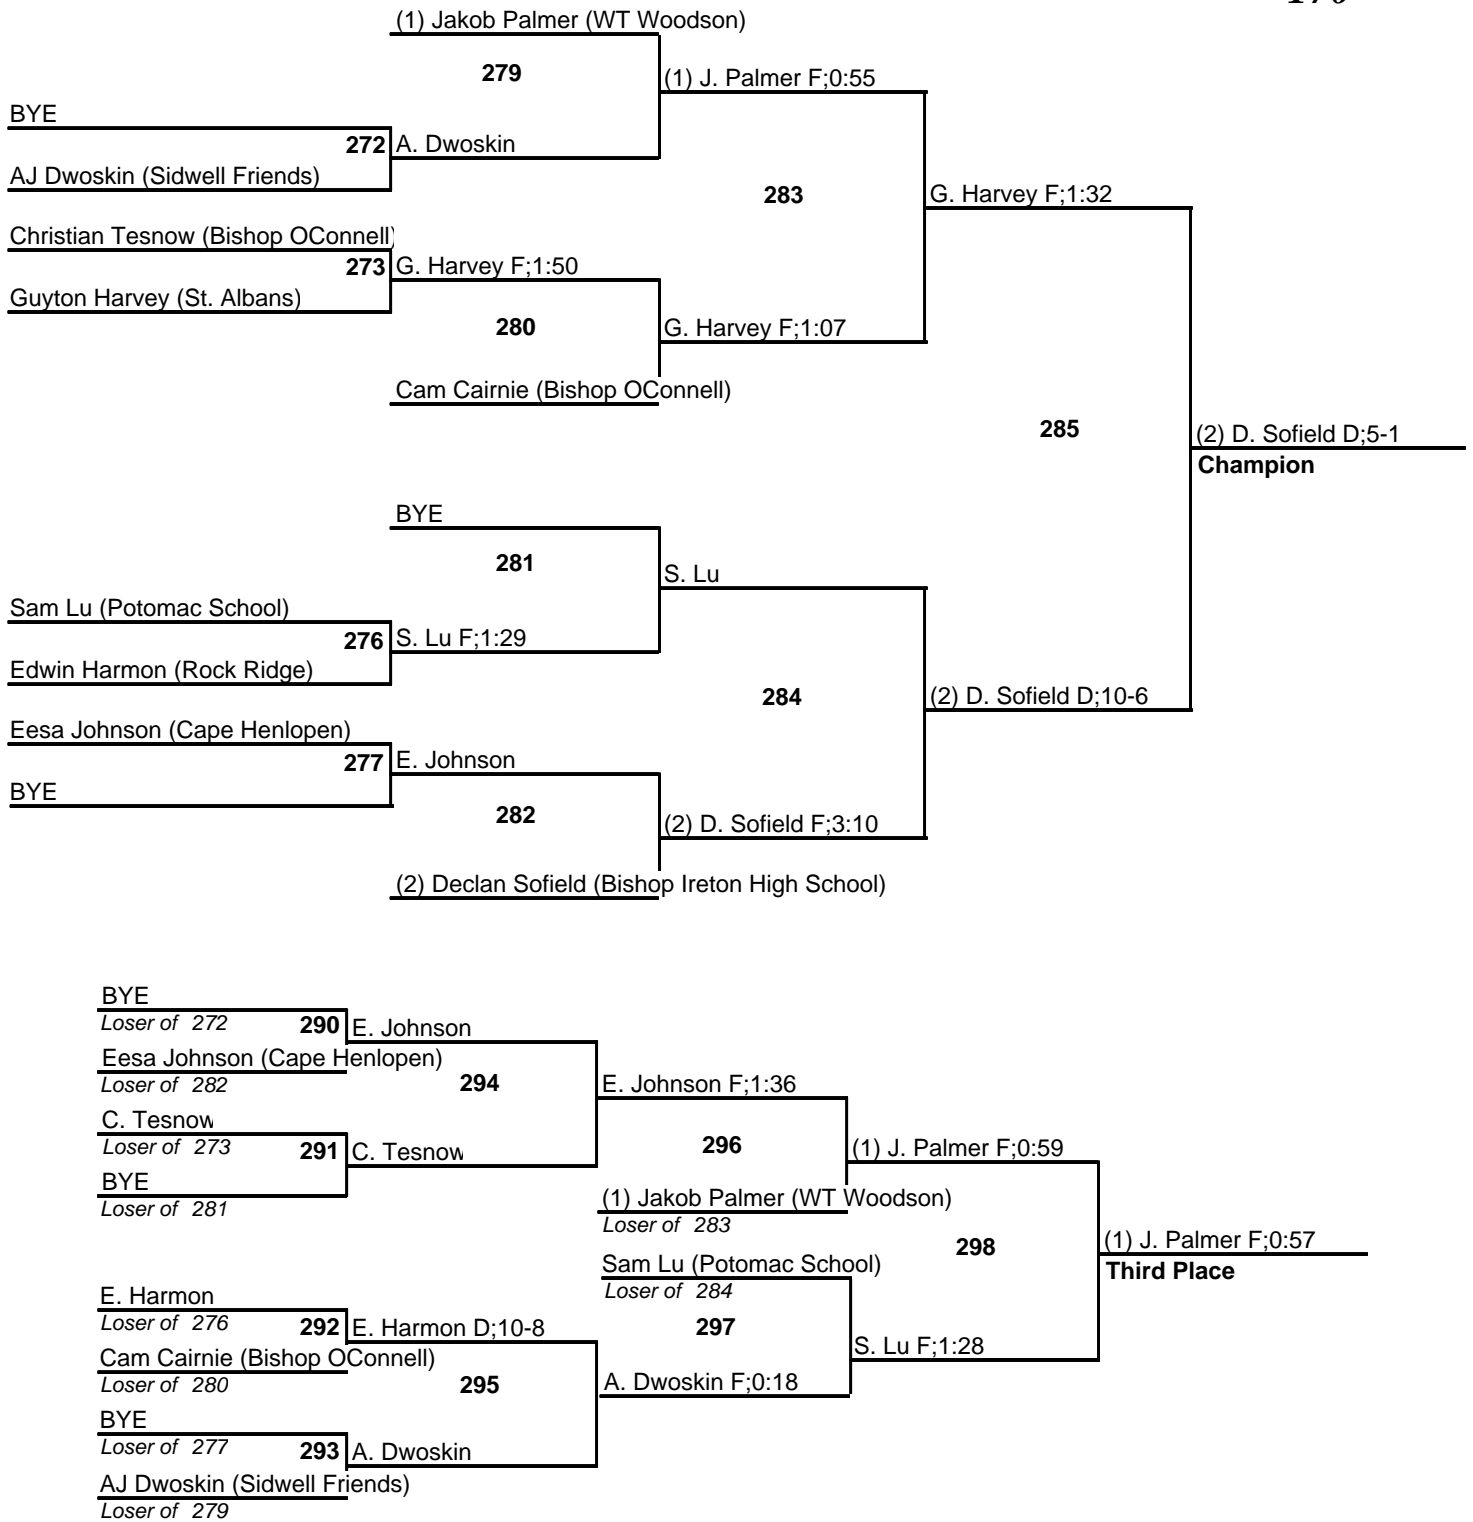 (1) Jakob Palmer (WT Woodson)
279
(1) J. Palmer F;0:55
BYE
272 A. Dwoskin
AJ Dwoskin (Sidwell Friends)
283
G. Harvey F;1:32
Christian Tesnow (Bishop OConnell)
273 G. Harvey F;1:50
Guyton Harvey (St. Albans)
280
G. Harvey F;1:07
Cam Cairnie (Bishop OConnell)
285
(2) D. Sofield D;5-1
Champion
BYE
281
S. Lu
Sam Lu (Potomac School)
276 S. Lu F;1:29
Edwin Harmon (Rock Ridge)
284
(2) D. Sofield D;10-6
Eesa Johnson (Cape Henlopen)
277 E. Johnson
BYE
282
(2) D. Sofield F;3:10
(2) Declan Sofield (Bishop Ireton High School)
BYE
Loser of 272
290 E. Johnson
Eesa Johnson (Cape Henlopen)
Loser of 282
294
E. Johnson F;1:36
C. Tesnow
Loser of 273
291 C. Tesnow
BYE
Loser of 281
296
(1) J. Palmer F;0:59
(1) Jakob Palmer (WT Woodson)
Loser of 283
298
(1) J. Palmer F;0:57
Third Place
Sam Lu (Potomac School)
Loser of 284
297
S. Lu F;1:28
E. Harmon
Loser of 276
292 E. Harmon D;10-8
Cam Cairnie (Bishop OConnell)
Loser of 280
295
A. Dwoskin F;0:18
BYE
Loser of 277
293 A. Dwoskin
AJ Dwoskin (Sidwell Friends)
Loser of 279